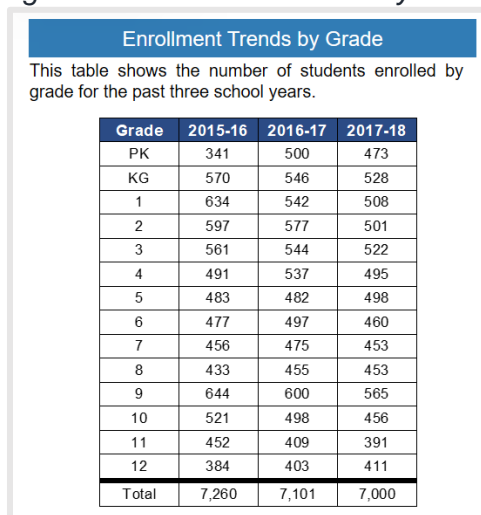 Enrollment Trends by Grade
This table shows the number of students enrolled by
grade for the past three school years.
Grade 2015-16 2016-17 2017-18
PK 341 500 473
KG 570 546 528
1 634 542 508
2 597 577 501
3 561 544 522
4 491 537 495
5 483 482 498
6 477 497 460
7 456 475 453
8 433 455 453
9 644 600 565
10 521 498 456
11 452 409 391
12 384 403 411
Total 7,260 7,101 7,000